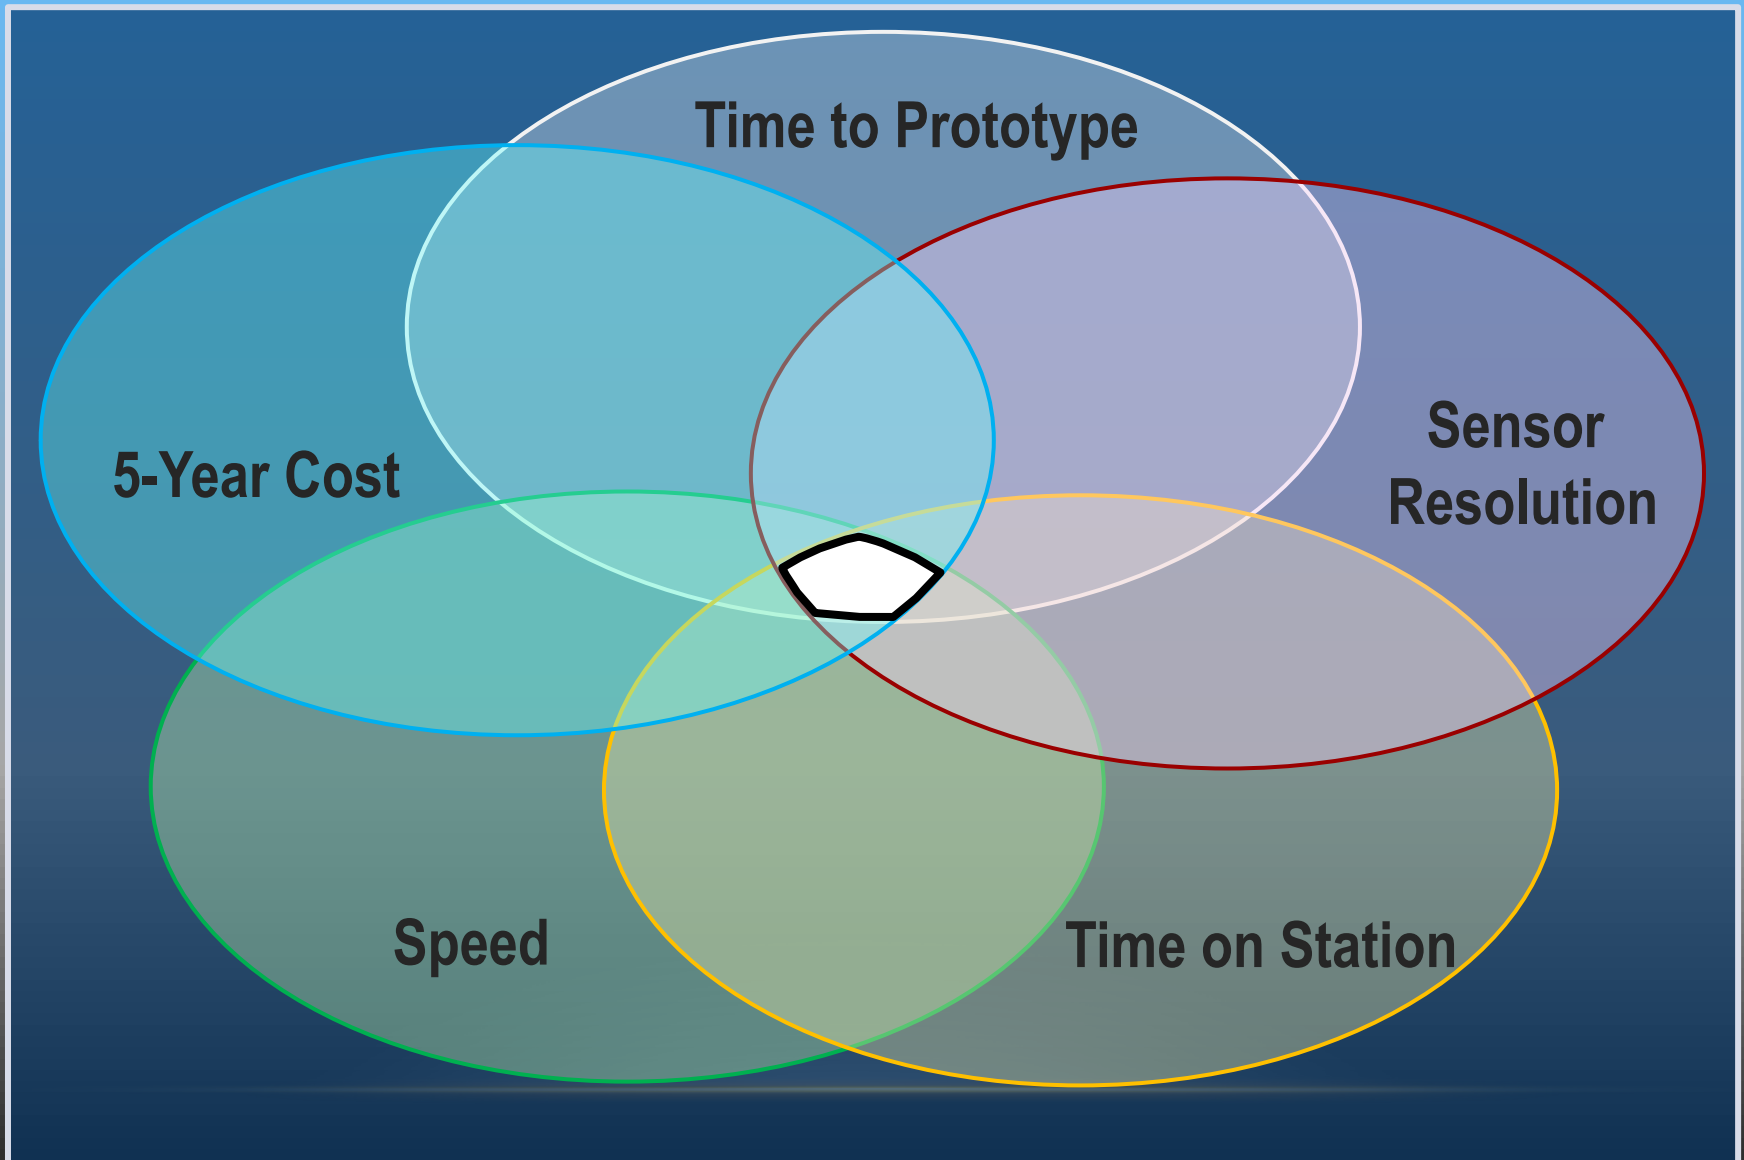 Time to Prototype
Sensor
Resolution
5-Year Cost
Speed
Time on Station